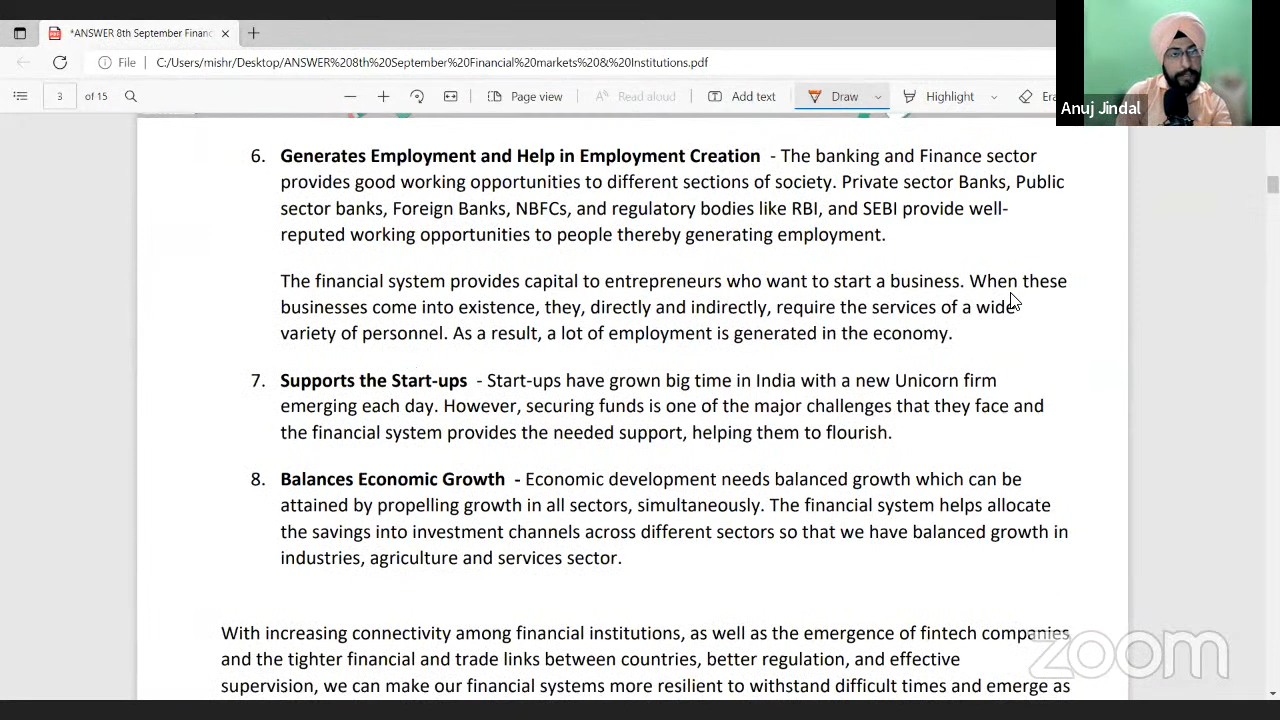 *ANSWER 8th September Financ
File C:/Users/mishr/Desktop/ANSWER%208th%20September%20Financial%20markets%20&%20Institutions.pdf
3 of 15 Page view Read aloud Add text Draw Highlight Era
Anuj Jindal
6. Generates Employment and Help in Employment Creation - The banking and Finance sector
provides good working opportunities to different sections of society. Private sector Banks, Public
sector banks, Foreign Banks, NBFCs, and regulatory bodies like RBI, and SEBI provide well-
reputed working opportunities to people thereby generating employment.
The financial system provides capital to entrepreneurs who want to start a business. When these
businesses come into existence, they, directly and indirectly, require the services of a wide
variety of personnel. As a result, a lot of employment is generated in the economy.
7. Supports the Start-ups - Start-ups have grown big time in India with a new Unicorn firm
emerging each day. However, securing funds is one of the major challenges that they face and
the financial system provides the needed support, helping them to flourish.
8. Balances Economic Growth - Economic development needs balanced growth which can be
attained by propelling growth in all sectors, simultaneously. The financial system helps allocate
the savings into investment channels across different sectors so that we have balanced growth in
industries, agriculture and services sector.
With increasing connectivity among financial institutions, as well as the emergence of fintech companies
and the tighter financial and trade links between countries, better regulation, and effective
supervision, we can make our financial systems more resilient to withstand difficult times and emerge as
zoom